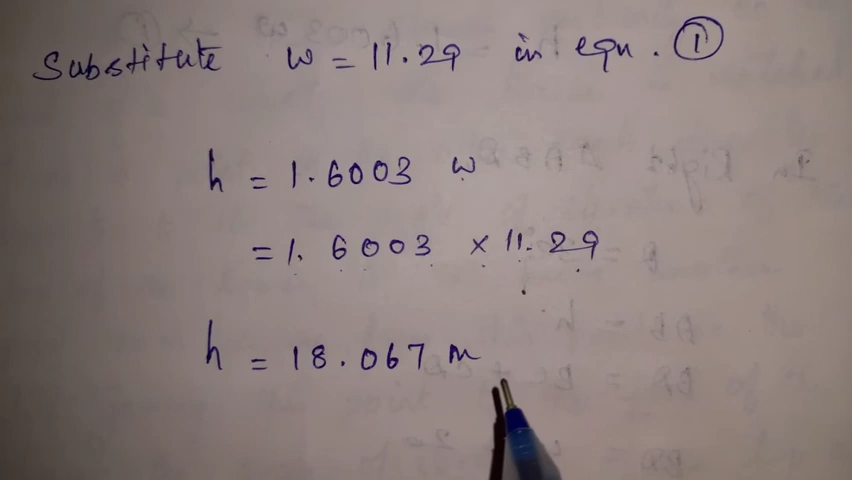 Substitute w = 11.29 in eqn. ①
h = 1.6003 w
= 1.6003 × 11.29
h = 18.067 m